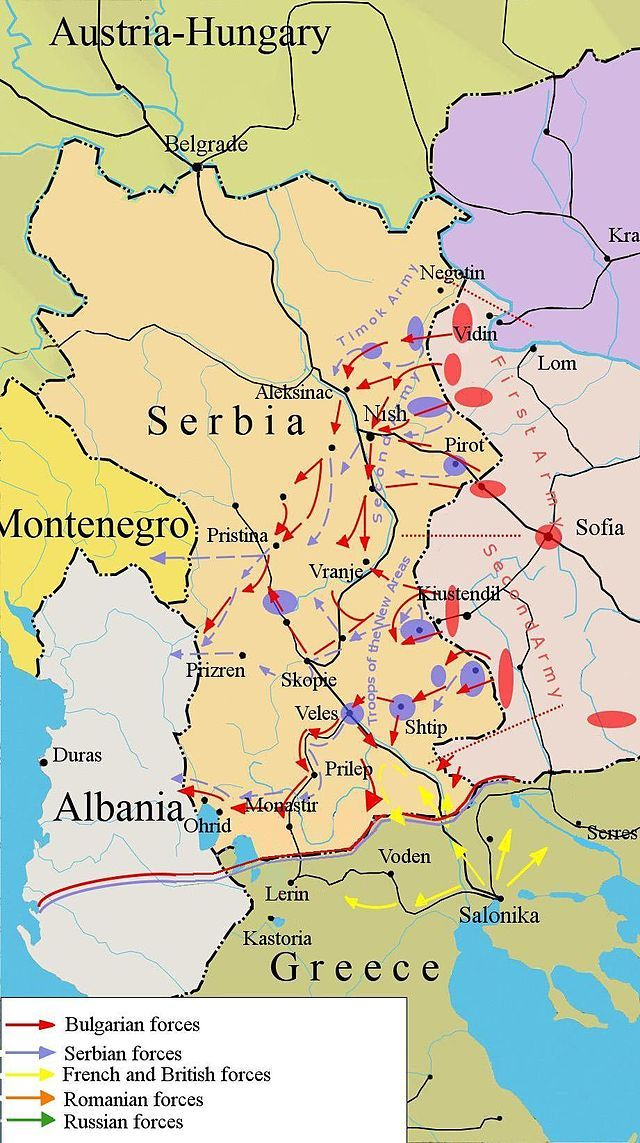 Austria-Hungary
Belgrade
Kra
Negotin
Timok Army
Vidin
Lom
First Army
Aleksinac
Serbia
Nish
Second Army
Pirot
Montenegro
Pristina
Sofia
Vranje
Kiustendil
Second Army
Troops of the New Areas
Prizren
Skopie
Veles
Shtip
Duras
Prilep
Albania
Monastir
Ohrid
Serres
Voden
Lerin
Salonika
Kastoria
Greece
Bulgarian forces
Serbian forces
French and British forces
Romanian forces
Russian forces